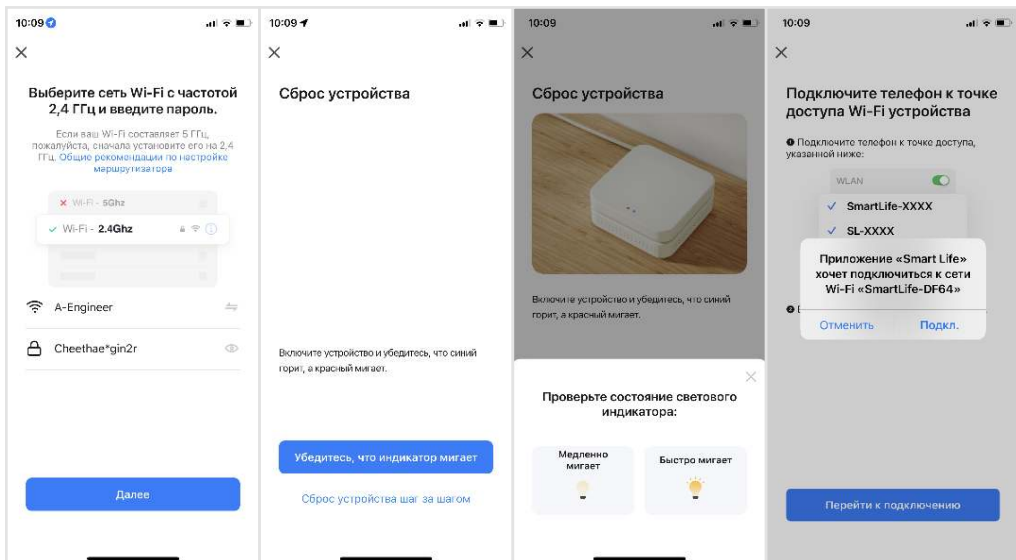 10:09
Выберите сеть Wi-Fi с частотой
2,4 ГГц и введите пароль.
Если ваш Wi-Fi составляет 5 ГГц,
пожалуйста, сначала установите его на 2,4
ГГц. Общие рекомендации по настройке
маршрутизатора
Wi-Fi - 5Ghz
Wi-Fi - 2.4Ghz
A-Engineer
Cheethae*gin2r
Далее
10:09
Сброс устройства
Включите устройство и убедитесь, что синий
горит, а красный мигает.
Убедитесь, что индикатор мигает
Сброс устройства шаг за шагом
10:09
Сброс устройства
Включите устройство и убедитесь, что синий
горит, а красный мигает.
Проверьте состояние светового
индикатора:
Медленно
мигает
Быстро мигает
10:09
Подключите телефон к точке
доступа Wi-Fi устройства
❶ Подключите телефон к точке доступа,
указанной ниже:
WLAN
SmartLife-XXXX
SL-XXXX
Приложение «Smart Life»
хочет подключиться к сети
Wi-Fi «SmartLife-DF64»
Отменить
Подкл.
Перейти к подключению